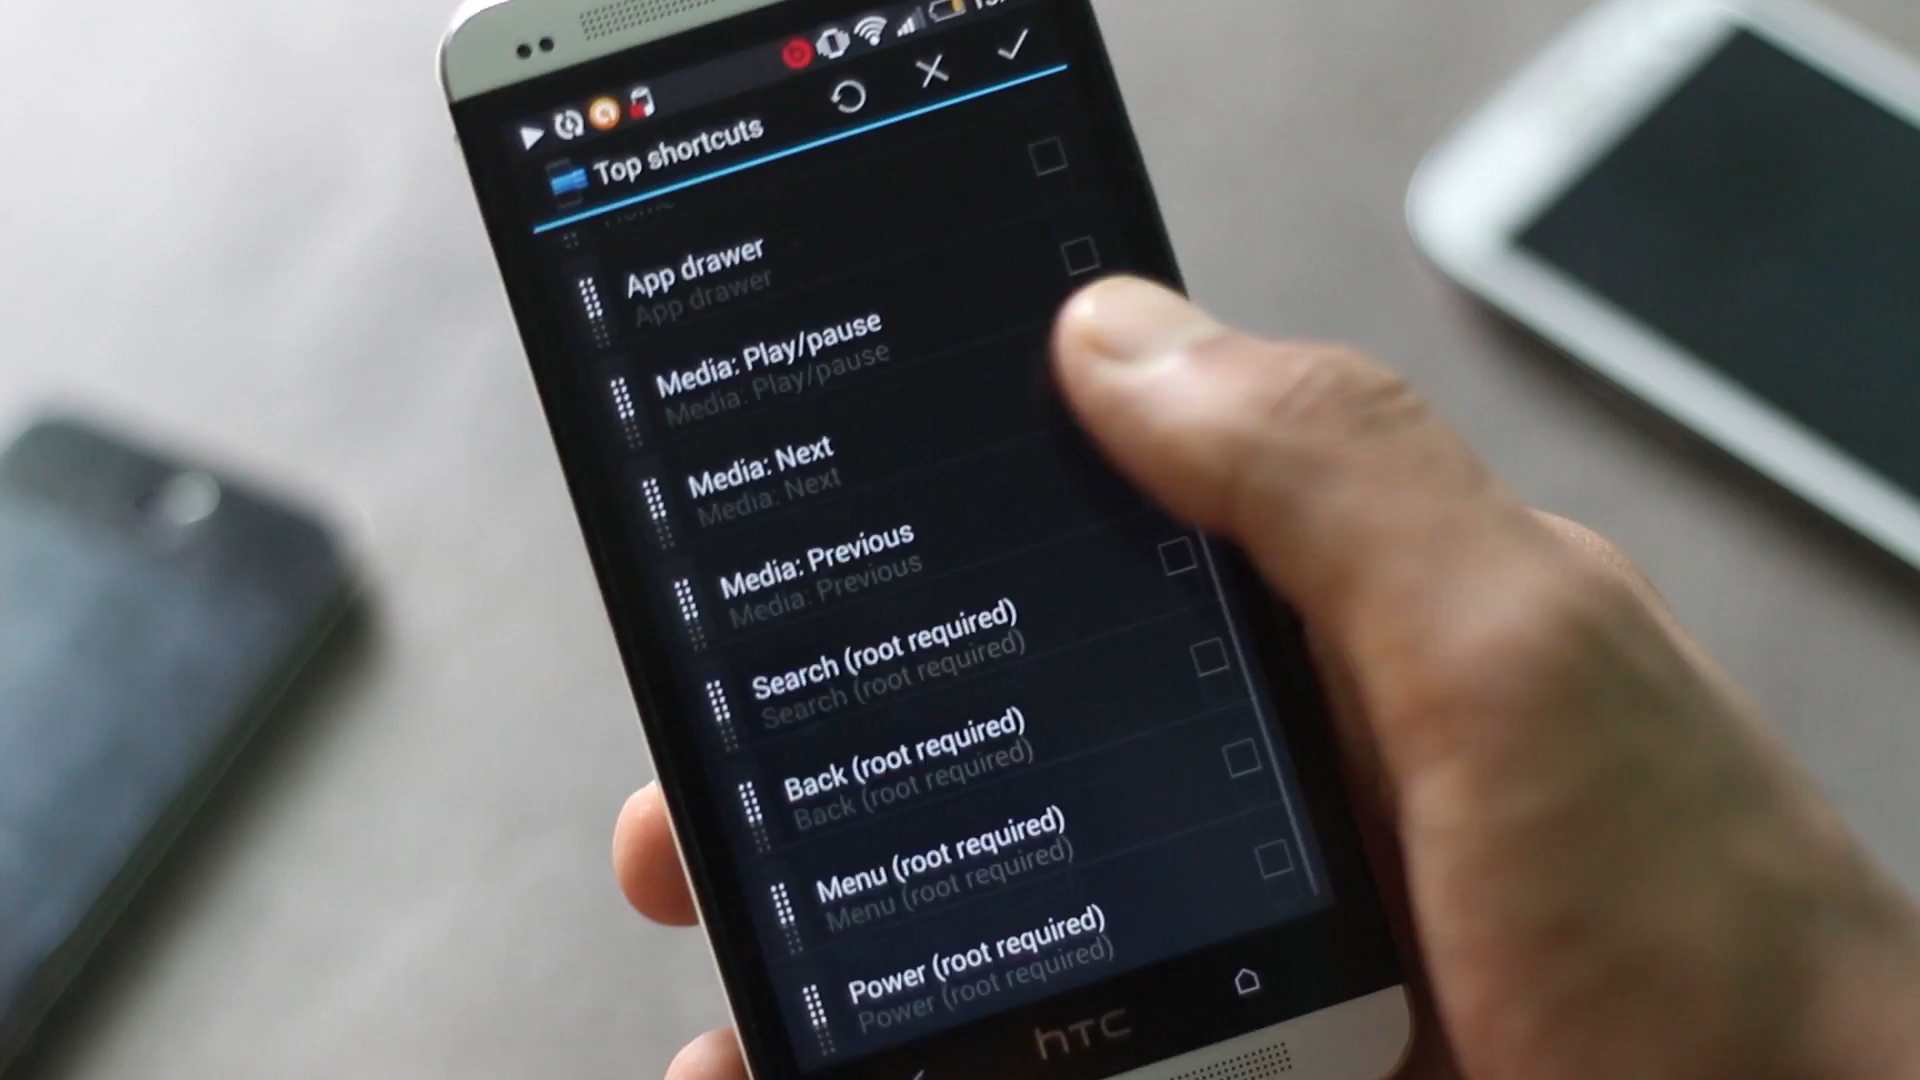 Top shortcuts
App drawer
App drawer
Media: Play/pause
Media: Play/pause
Media: Next
Media: Next
Media: Previous
Media: Previous
Search (root required)
Search (root required)
Back (root required)
Back (root required)
Menu (root required)
Menu (root required)
Power (root required)
Power (root required)
hTC